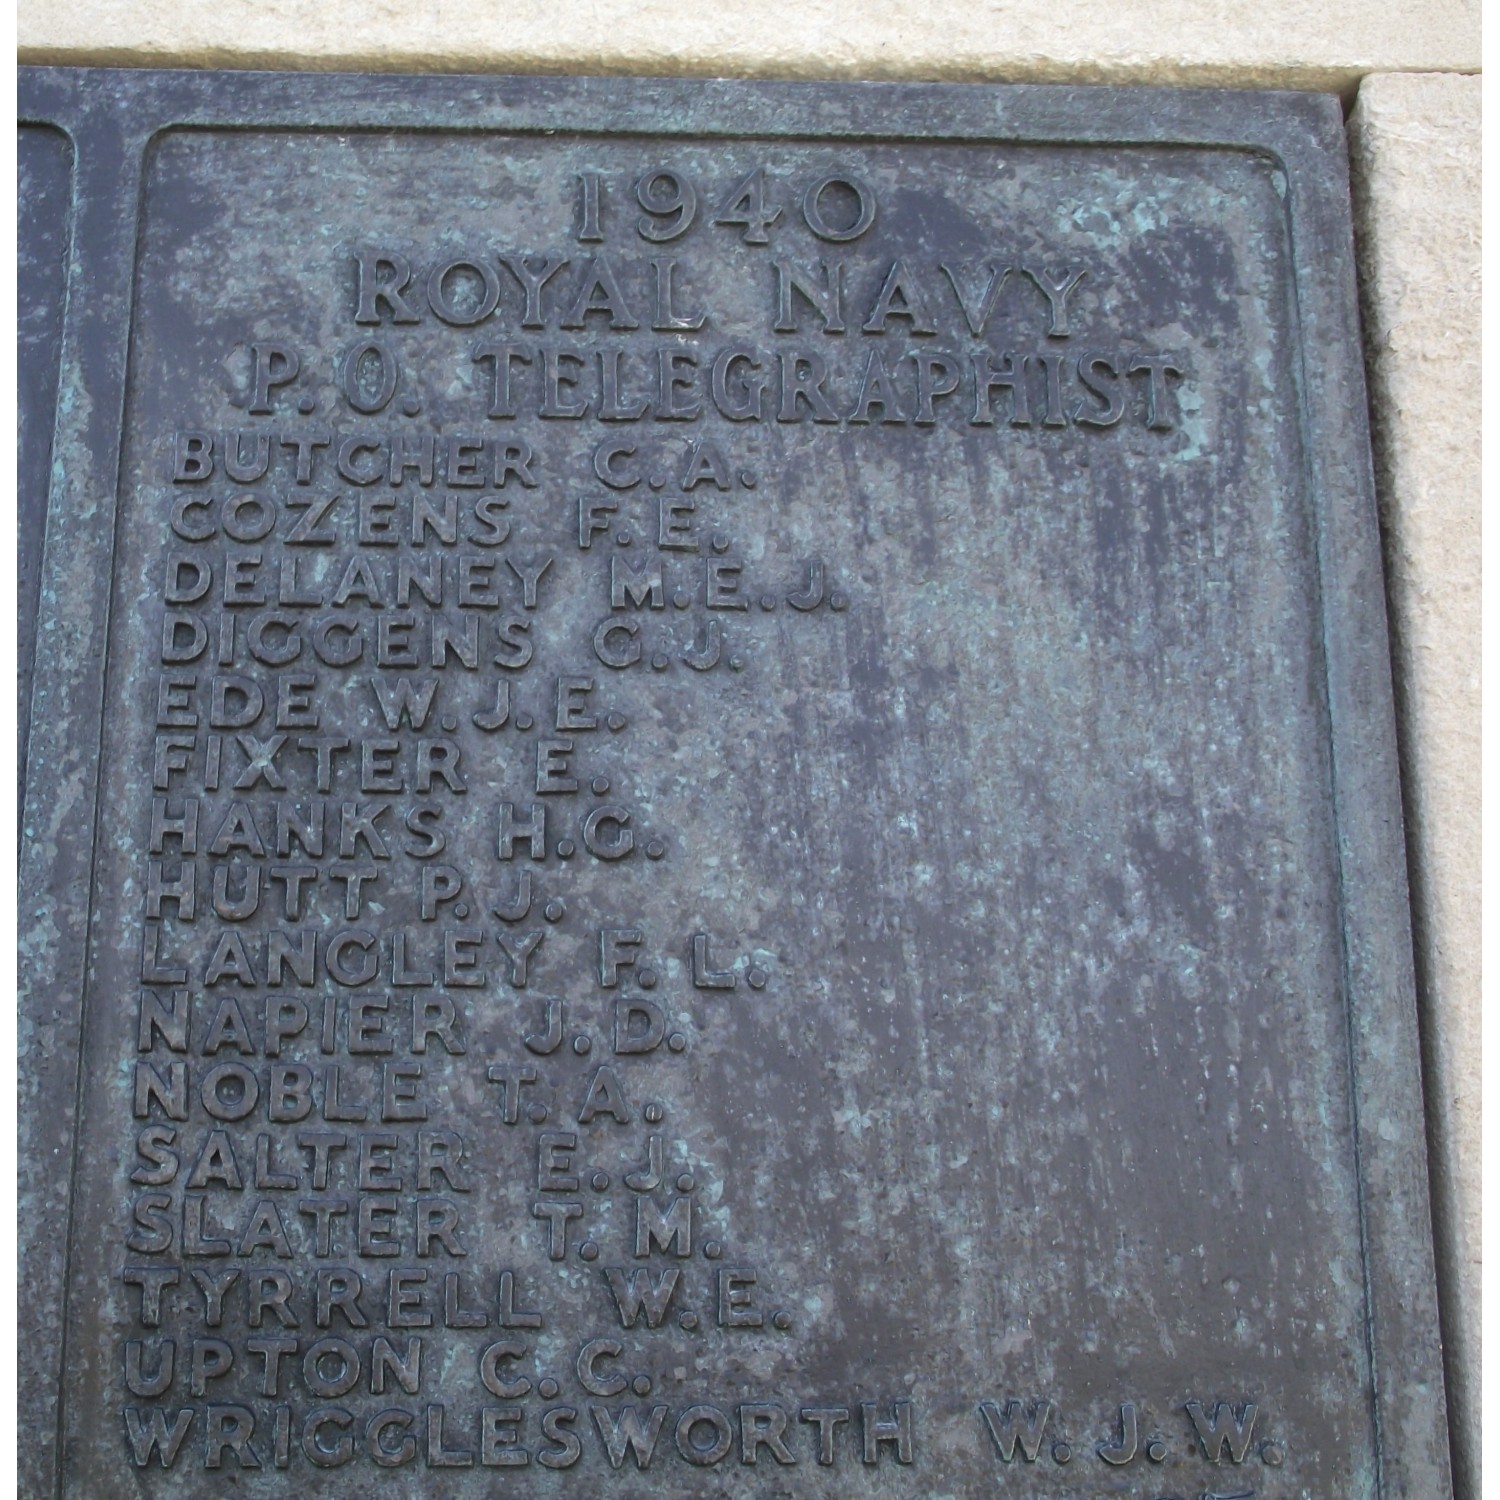 1940
ROYAL NAVY
P.O. TELEGRAPHIST
BUTCHER C.A.
COZENS F.E.
DELANEY M.E.J.
DIGGENS G.J.
EDE W.J.E.
FIXTER E.
HANKS H.G.
HUTT P.J.
LANGLEY F.L.
NAPIER J.D.
NOBLE T.A.
SALTER E.J.
SLATER T.M.
TYRRELL W.E.
UPTON C.C.
WRIGGLESWORTH W.J.W.